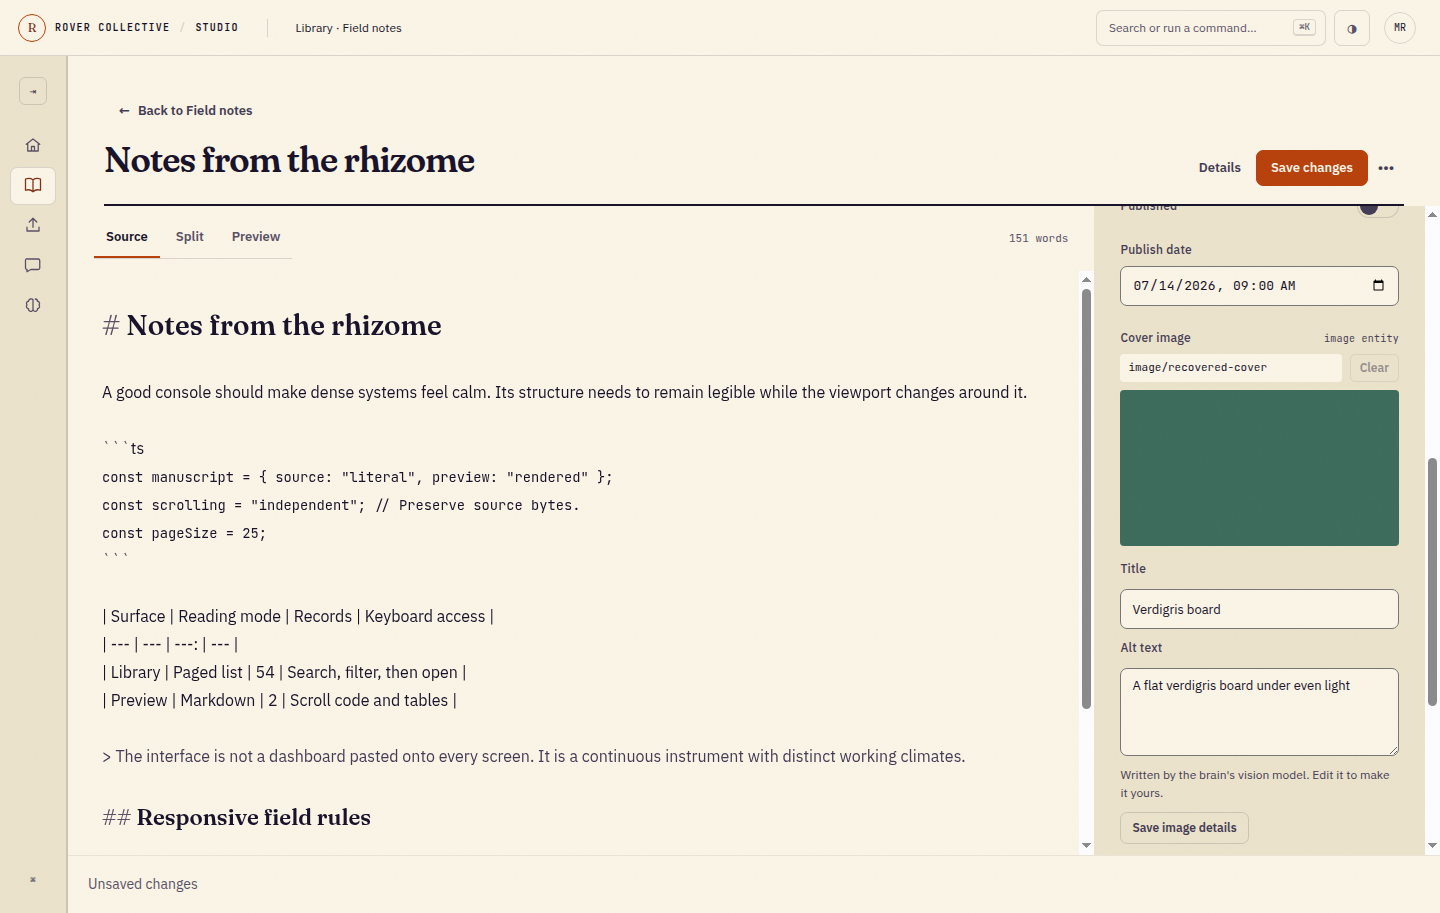 R ROVER COLLECTIVE / STUDIO Library · Field notes Search or run a command... ⌘K MR
← Back to Field notes
Notes from the rhizome
Details Save changes •••
Source Split Preview 151 words
# Notes from the rhizome
A good console should make dense systems feel calm. Its structure needs to remain legible while the viewport changes around it.
```ts
const manuscript = { source: "literal", preview: "rendered" };
const scrolling = "independent"; // Preserve source bytes.
const pageSize = 25;
```
| Surface | Reading mode | Records | Keyboard access |
| --- | --- | ---: | --- |
| Library | Paged list | 54 | Search, filter, then open |
| Preview | Markdown | 2 | Scroll code and tables |
> The interface is not a dashboard pasted onto every screen. It is a continuous instrument with distinct working climates.
## Responsive field rules
Published
Publish date
07/14/2026, 09:00 AM
Cover image image entity
image/recovered-cover Clear
Title
Verdigris board
Alt text
A flat verdigris board under even light
Written by the brain's vision model. Edit it to make
it yours.
Save image details
⌘
Unsaved changes